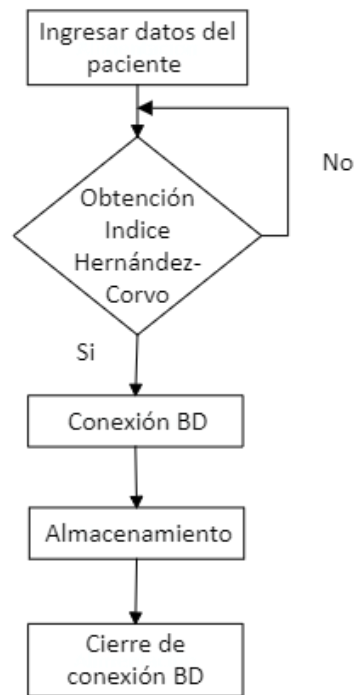 Ingresar datos del
paciente
No
Obtención
Indice
Hernández-
Corvo
Si
Conexión BD
Almacenamiento
Cierre de
conexión BD